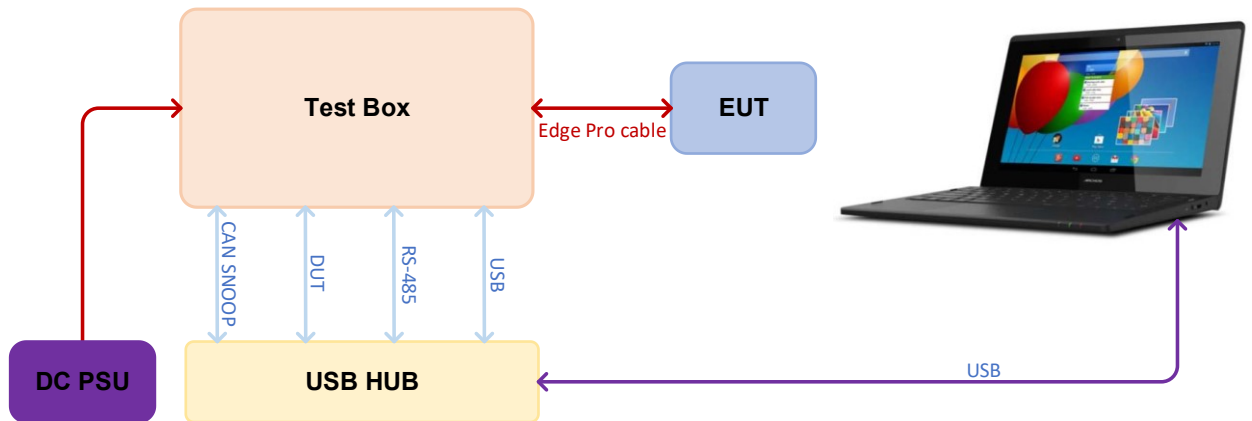 Test Box
EUT
Edge Pro cable
CAN SNOOP
DUT
RS-485
USB
DC PSU
USB HUB
USB